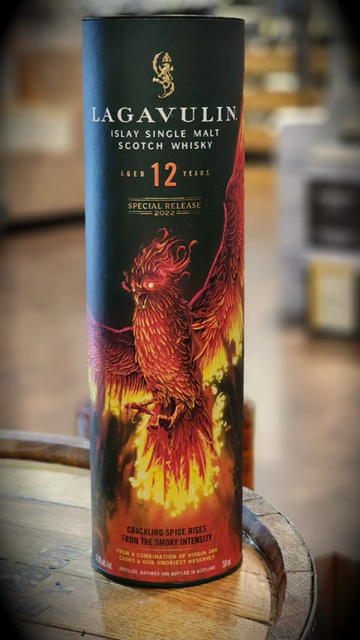 LAGAVULIN.
ISLAY SINGLE MALT
SCOTCH WHISKY
AGED 12 YEARS
SPECIAL RELEASE
2022
CRACKLING SPICE RISES
FROM THE SMOKY INTENSITY
FROM A COMBINATION OF VIRGIN OAK
CASKS & OUR SMOKIEST RESERVES
DISTILLED, MATURED AND BOTTLED IN SCOTLAND